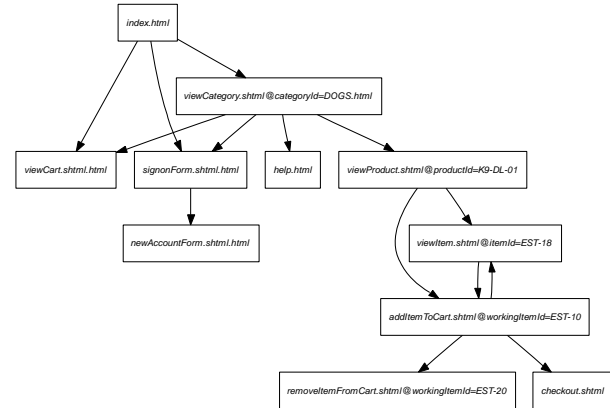 index.html
viewCategory.shtml@categoryId=DOGS.html
viewCart.shtml.html
signonForm.shtml.html
help.html
viewProduct.shtml@productId=K9-DL-01
newAccountForm.shtml.html
viewItem.shtml@itemId=EST-18
addItemToCart.shtml@workingItemId=EST-10
removeItemFromCart.shtml@workingItemId=EST-20
checkout.shtml